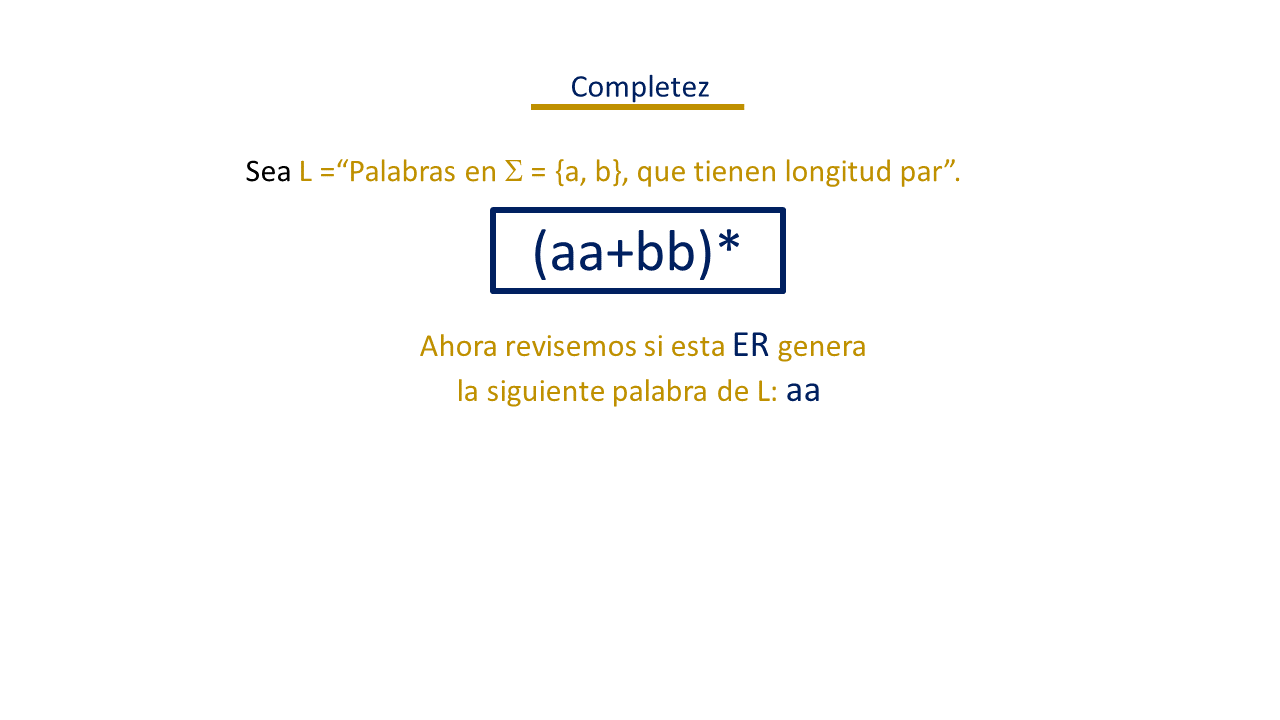 Completez
Sea L =“Palabras en Σ = {a, b}, que tienen longitud par”.
(aa+bb)*
Ahora revisemos si esta ER genera
la siguiente palabra de L: aa